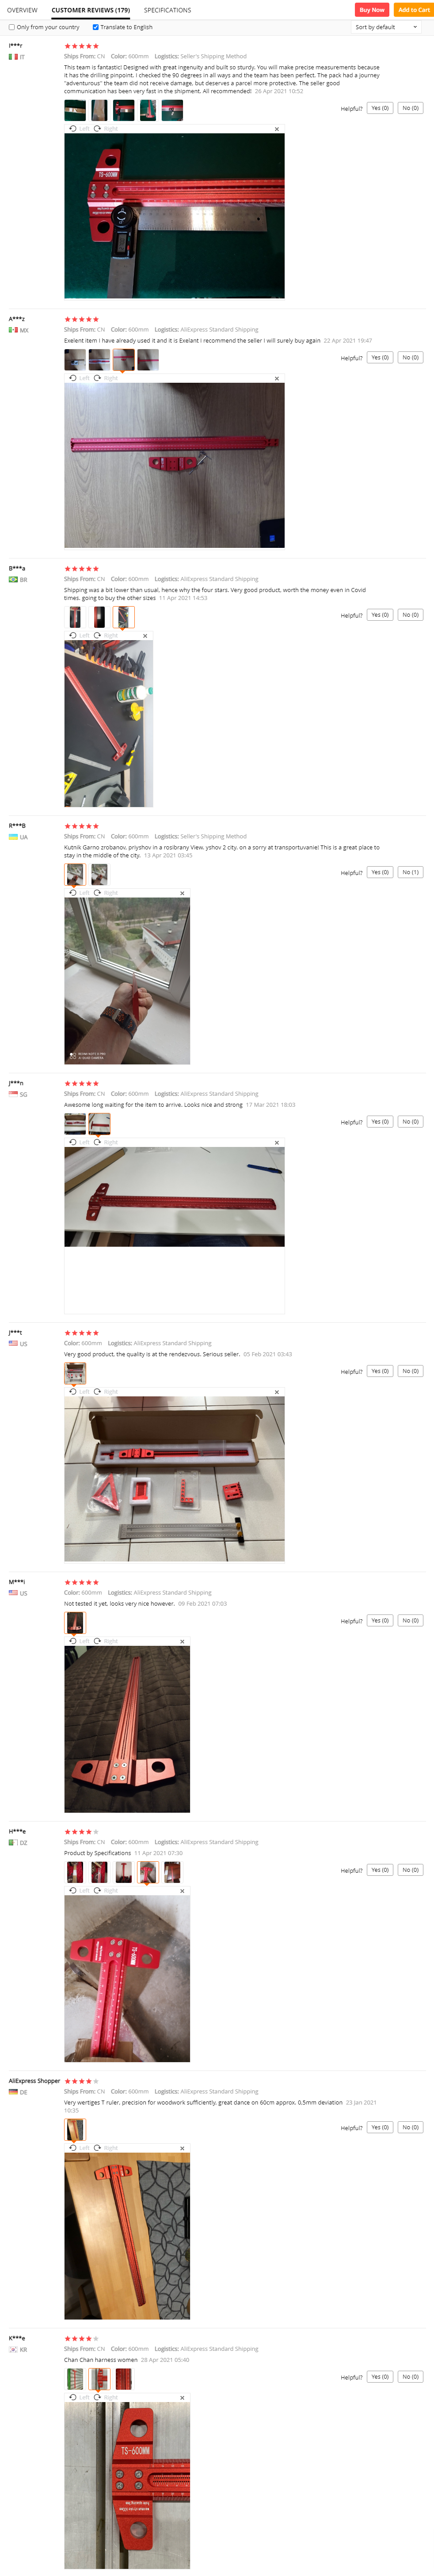 OVERVIEW CUSTOMER REVIEWS (179) SPECIFICATIONS Buy Now Add to Cart
Only from your country Translate to English Sort by default
I***r
IT
Ships From: CN Color: 600mm Logistics: Seller's Shipping Method
This team is fantastic! Designed with great ingenuity and built so sturdy. You will make precise measurements because
it has the drilling pinpoint. I checked the 90 degrees in all ways and the team has been perfect. The pack had a journey
"adventurous" the team did not receive damage, but deserves a parcel more protective. The seller good
communication has been very fast in the shipment. All recommended! 26 Apr 2021 10:52
Helpful? Yes (0) No (0)
Left Right
TS-600MM
A***z
MX
Ships From: CN Color: 600mm Logistics: AliExpress Standard Shipping
Exelent item I have already used it and it is Exelant I recommend the seller I will surely buy again 22 Apr 2021 19:47
Helpful? Yes (0) No (0)
Left Right
B***a
BR
Ships From: CN Color: 600mm Logistics: AliExpress Standard Shipping
Shipping was a bit lower than usual, hence why the four stars. Very good product, worth the money even in Covid
times. going to buy the other sizes 11 Apr 2021 14:53
Helpful? Yes (0) No (0)
Left Right
R***B
UA
Ships From: CN Color: 600mm Logistics: Seller's Shipping Method
Kutnik Garno zrobanov, priyshov in a rosibrany View. yshov 2 city. on a sorry at transportuvanie! This is a great place to
stay in the middle of the city. 13 Apr 2021 03:45
Helpful? Yes (0) No (1)
Left Right
J***n
SG
Ships From: CN Color: 600mm Logistics: AliExpress Standard Shipping
Awesome long waiting for the item to arrive. Looks nice and strong 17 Mar 2021 18:03
Helpful? Yes (0) No (0)
Left Right
J***t
US
Color: 600mm Logistics: AliExpress Standard Shipping
Very good product, the quality is at the rendezvous. Serious seller. 05 Feb 2021 03:43
Helpful? Yes (0) No (0)
Left Right
M***i
US
Color: 600mm Logistics: AliExpress Standard Shipping
Not tested it yet, looks very nice however. 09 Feb 2021 07:03
Helpful? Yes (0) No (0)
Left Right
H***e
DZ
Ships From: CN Color: 600mm Logistics: AliExpress Standard Shipping
Product by Specifications 11 Apr 2021 07:30
Helpful? Yes (0) No (0)
Left Right
TS-600MM
AliExpress Shopper
DE
Ships From: CN Color: 600mm Logistics: AliExpress Standard Shipping
Very wertiges T ruler, precision for woodwork sufficiently, great dance on 60cm approx. 0,5mm deviation 23 Jan 2021
10:35
Helpful? Yes (0) No (0)
Left Right
K***e
KR
Ships From: CN Color: 600mm Logistics: AliExpress Standard Shipping
Chan Chan harness women 28 Apr 2021 05:40
Helpful? Yes (0) No (0)
Left Right
TS-600MM